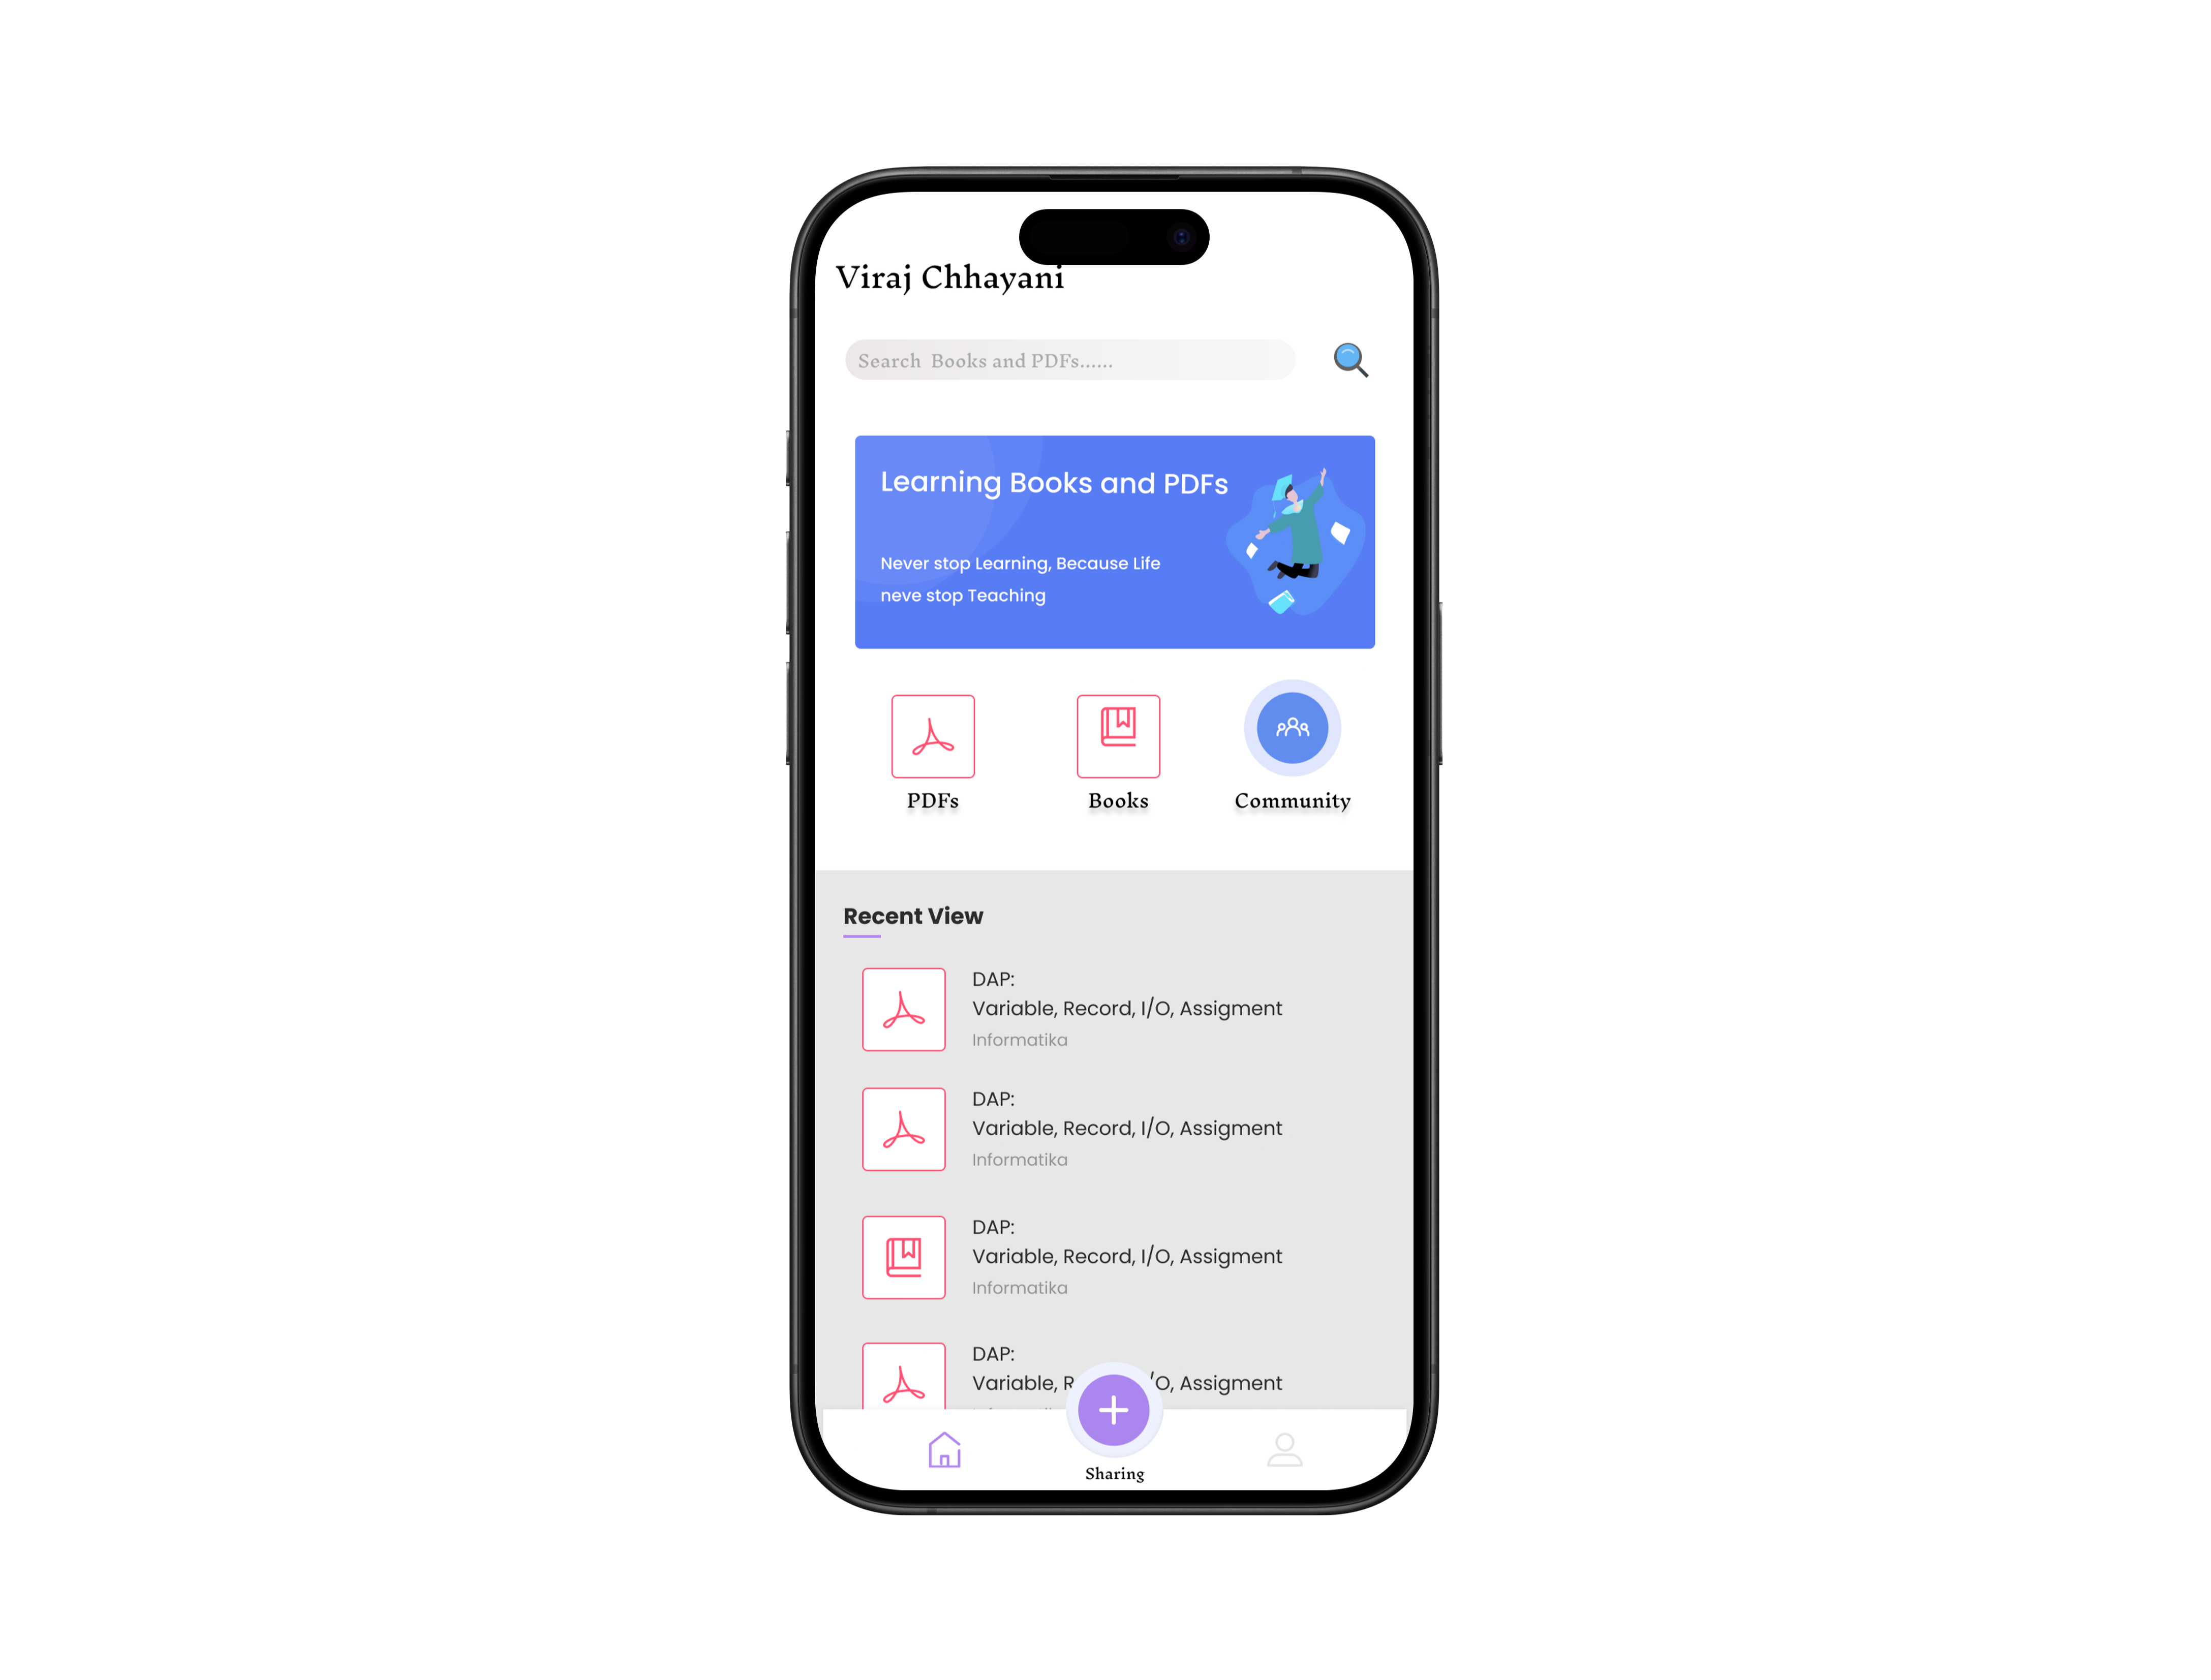 Viraj Chhayani
Search Books and PDFs......
Learning Books and PDFs
Never stop Learning, Because Life
neve stop Teaching
PDFs
Books
Community
Recent View
DAP:
Variable, Record, I/O, Assigment
Informatika
DAP:
Variable, Record, I/O, Assigment
Informatika
DAP:
Variable, Record, I/O, Assigment
Informatika
DAP:
Variable, /O, Assigment
Sharing